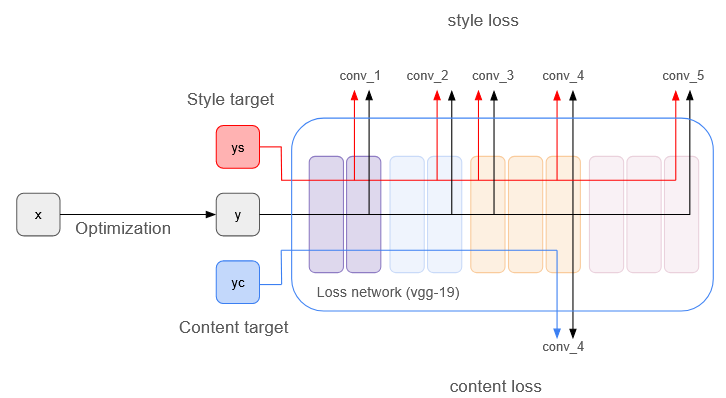 style loss
conv_1 conv_2 conv_3 conv_4 conv_5
Style target
ys
x
Optimization
y
yc
Loss network (vgg-19)
Content target
conv_4
content loss